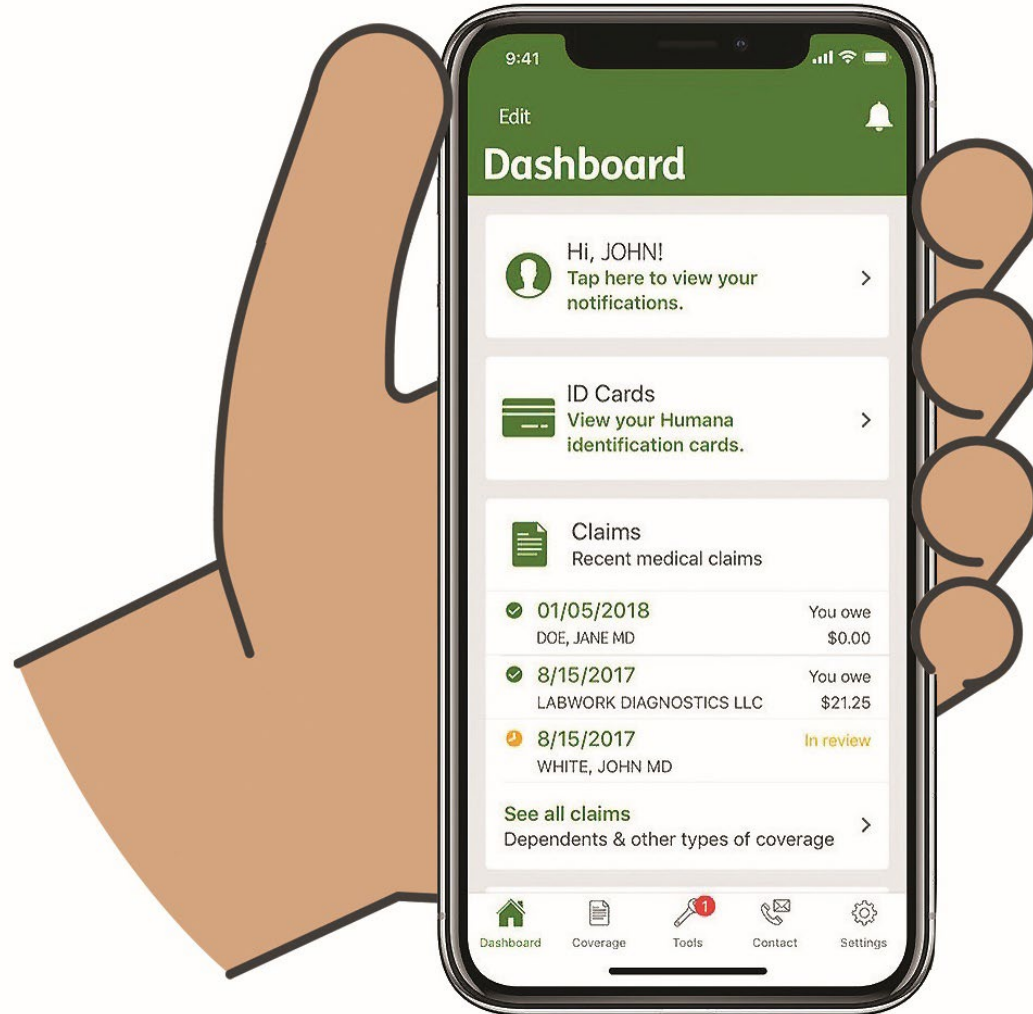 9:41
Edit
Dashboard
Hi, JOHN!
Tap here to view your
notifications.
ID Cards
View your Humana
identification cards.
Claims
Recent medical claims
01/05/2018 You owe
DOE, JANE MD $0.00
8/15/2017 You owe
LABWORK DIAGNOSTICS LLC $21.25
8/15/2017 In review
WHITE, JOHN MD
See all claims
Dependents & other types of coverage
1
Dashboard Coverage Tools Contact Settings